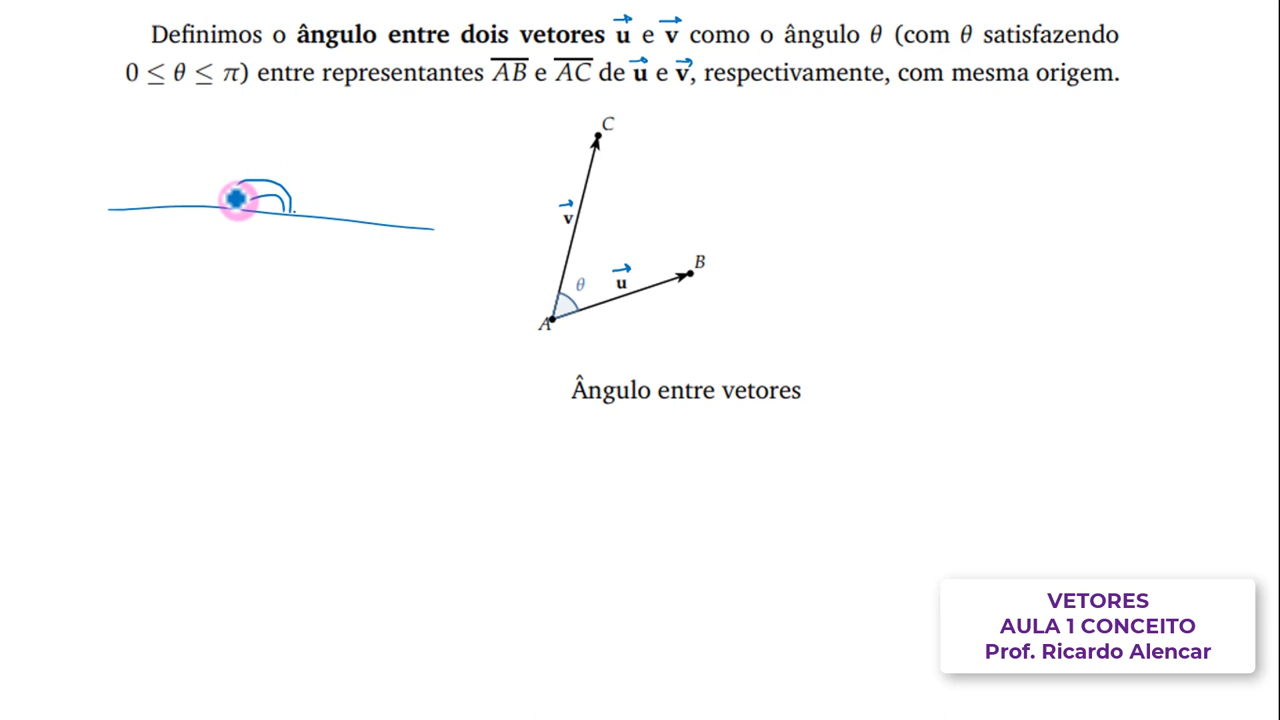 Definimos o ângulo entre dois vetores u e v como o ângulo θ (com θ satisfazendo
0 ≤ θ ≤ π) entre representantes AB e AC de u e v, respectivamente, com mesma origem.
C
v
B
θ
u
A
Ângulo entre vetores
VETORES
AULA 1 CONCEITO
Prof. Ricardo Alencar